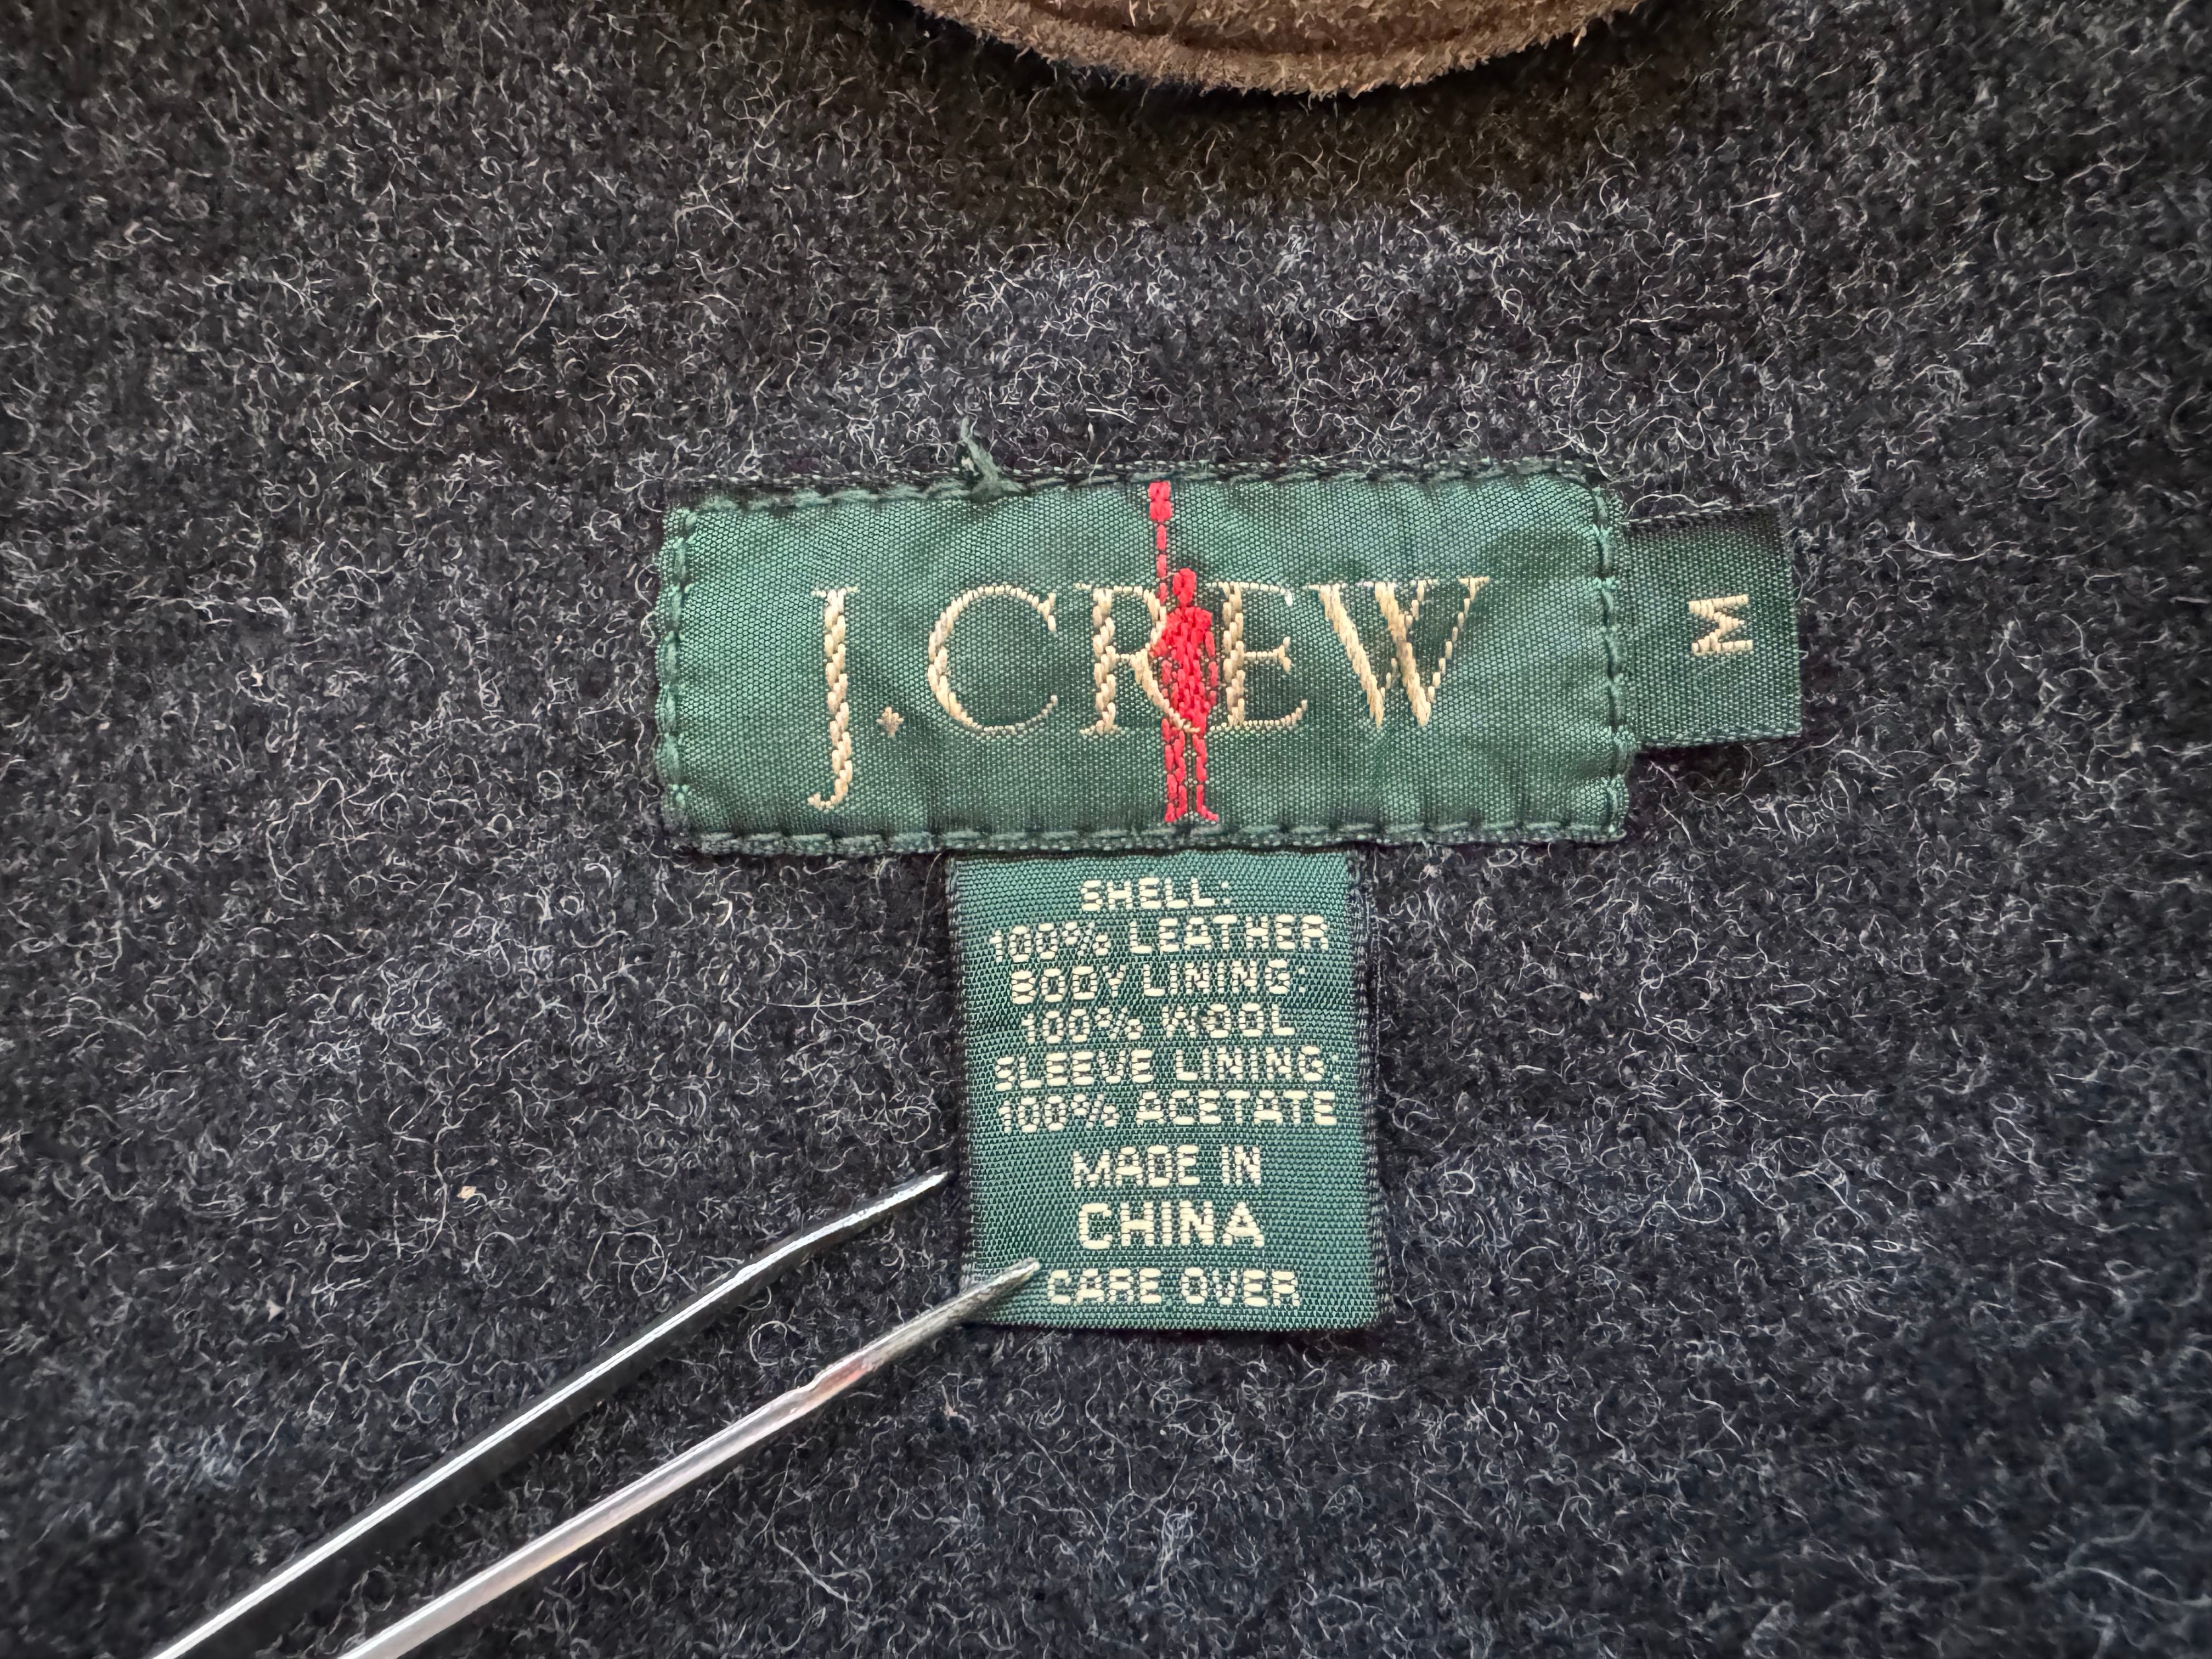 J.CREW
M
SHELL:
100% LEATHER
BODY LINING:
100% WOOL
SLEEVE LINING:
100% ACETATE
MADE IN
CHINA
CARE OVER